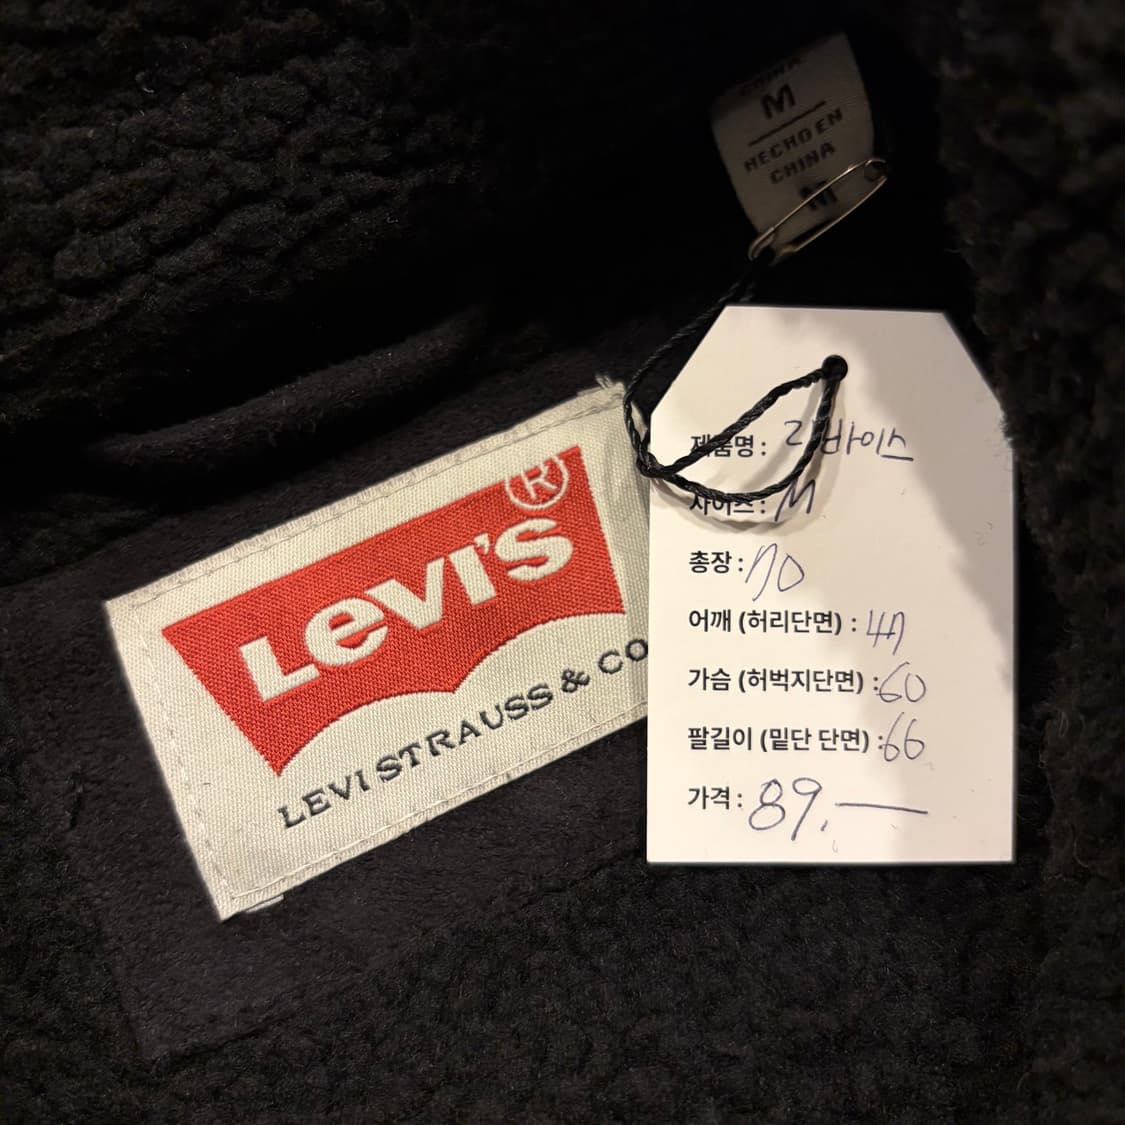 CHINA
M
HECHO EN
CHINA
M
Levi's®
LEVI STRAUSS & CO
제품명 : 리바이스
사이즈 : M
총장 : 70
어깨 (허리단면) : 47
가슴 (허벅지단면) : 60
팔길이 (밑단 단면) : 66
가격 : 89,—